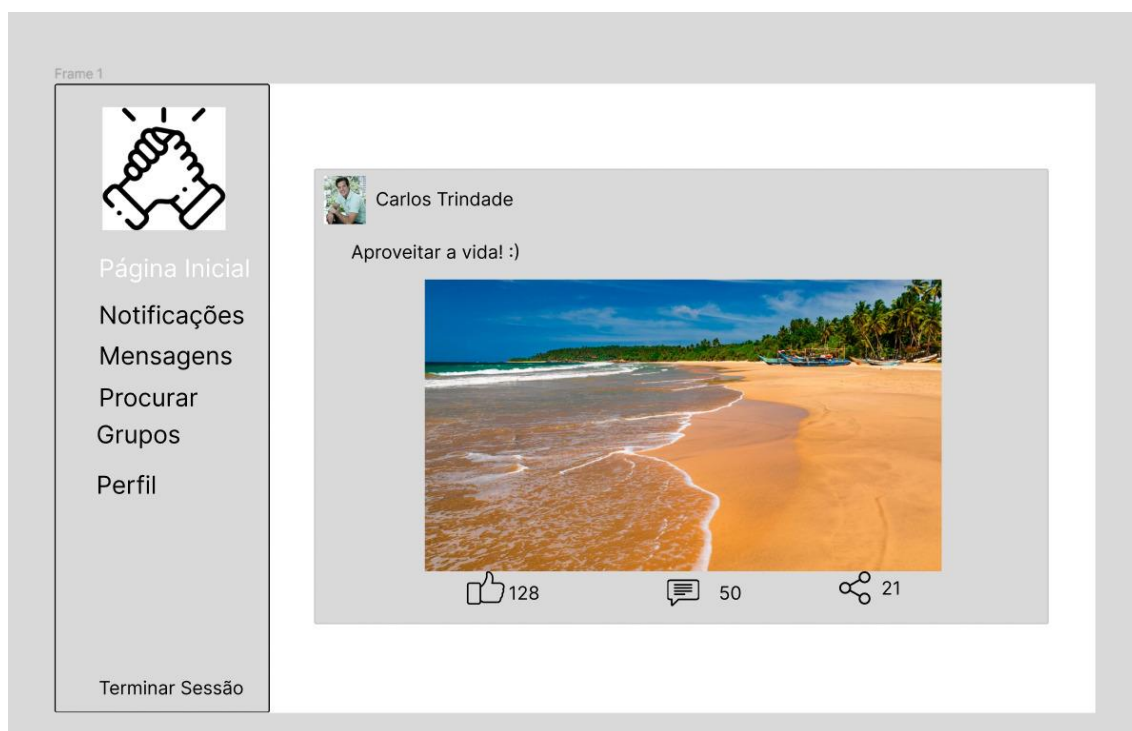 Frame 1
Página Inicial
Notificações
Mensagens
Procurar
Grupos
Perfil
Terminar Sessão
Carlos Trindade
Aproveitar a vida! :)
128
50
21